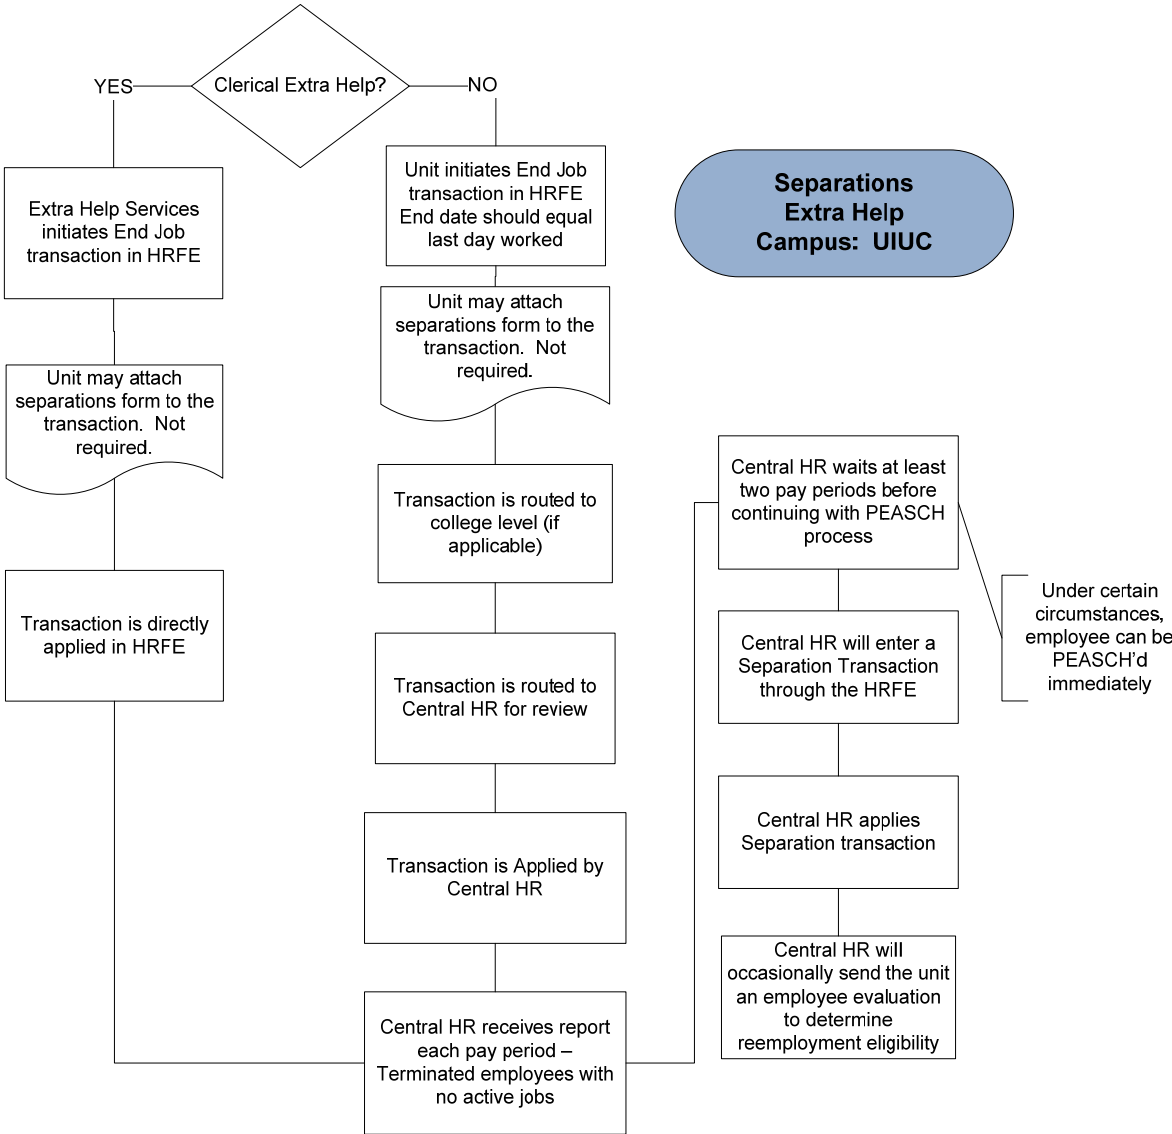 Clerical Extra Help?
YES
NO
Separations
Extra Help
Campus:  UIUC
Extra Help Services
initiates End Job
transaction in HRFE
Unit may attach
separations form to the
transaction.  Not
required.
Transaction is directly
applied in HRFE
Unit initiates End Job
transaction in HRFE
End date should equal
last day worked
Unit may attach
separations form to the
transaction.  Not
required.
Transaction is routed to
college level (if
applicable)
Transaction is routed to
Central HR for review
Transaction is Applied by
Central HR
Central HR receives report
each pay period –
Terminated employees with
no active jobs
Central HR waits at least
two pay periods before
continuing with PEASCH
process
Under certain
circumstances,
employee can be
PEASCH’d
immediately
Central HR will enter a
Separation Transaction
through the HRFE
Central HR applies
Separation transaction
Central HR will
occasionally send the unit
an employee evaluation
to determine
reemployment eligibility